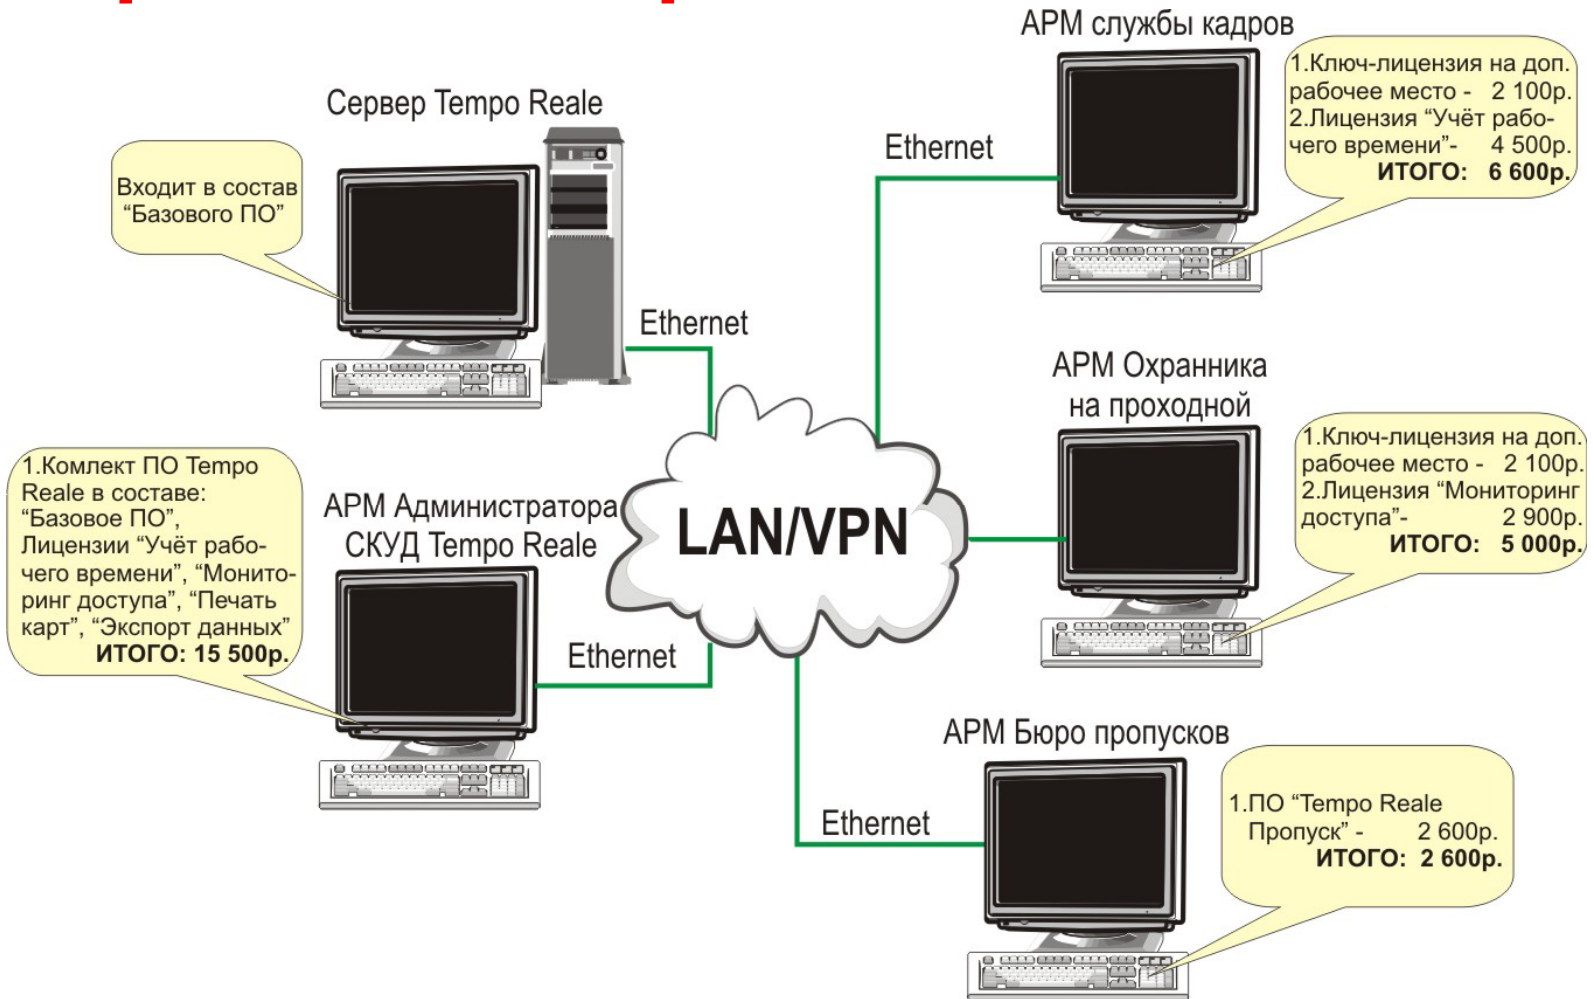 АРМ службы кадров
1.Ключ-лицензия на доп.
рабочее место - 2 100р.
2.Лицензия “Учёт рабо-
чего времени”- 4 500р.
ИТОГО: 6 600р.
Сервер Tempo Reale
Входит в состав
“Базового ПО”
Ethernet
Ethernet
АРМ Охранника
на проходной
1.Ключ-лицензия на доп.
рабочее место - 2 100р.
2.Лицензия “Мониторинг
доступа”- 2 900р.
ИТОГО: 5 000р.
1.Комлект ПО Tempo
Reale в составе:
“Базовое ПО”,
Лицензии “Учёт рабо-
чего времени”, “Монито-
ринг доступа”, “Печать
карт”, “Экспорт данных”
ИТОГО: 15 500р.
АРМ Администратора
СКУД Tempo Reale
LAN/VPN
Ethernet
АРМ Бюро пропусков
Ethernet
1.ПО “Tempo Reale
Пропуск” - 2 600р.
ИТОГО: 2 600р.